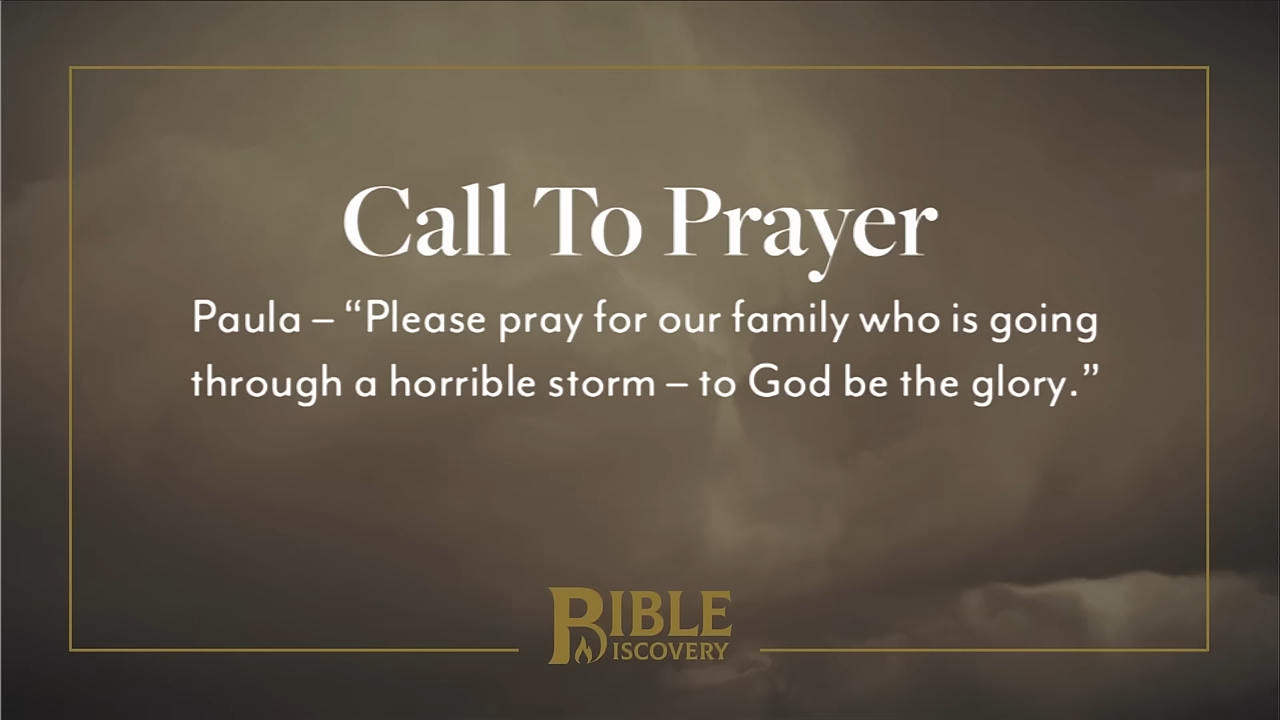 Call To Prayer
Paula – “Please pray for our family who is going
through a horrible storm – to God be the glory.”
BIBLE
DISCOVERY